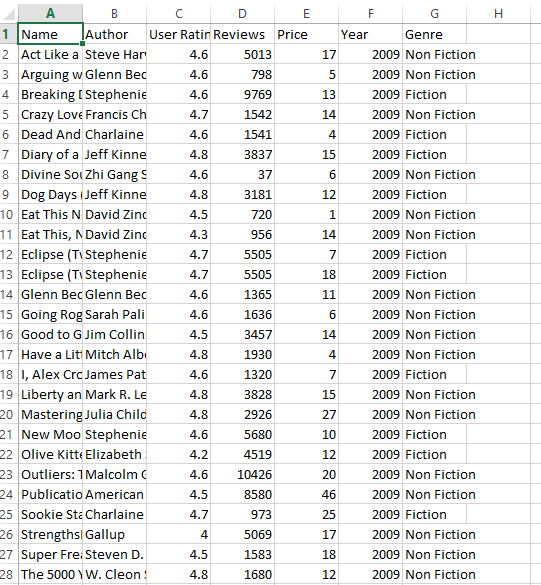 A B C D E F G H
1 Name Author User Ratin Reviews Price Year Genre
2 Act Like a Steve Har 4.6 5013 17 2009 Non Fiction
3 Arguing w Glenn Bec 4.6 798 5 2009 Non Fiction
4 Breaking Stephenie 4.6 9769 13 2009 Fiction
5 Crazy Love Francis Ch 4.7 1542 14 2009 Non Fiction
6 Dead And Charlaine 4.6 1541 4 2009 Fiction
7 Diary of a Jeff Kinne 4.8 3837 15 2009 Fiction
8 Divine Sou Zhi Gang S 4.6 37 6 2009 Non Fiction
9 Dog Days ( Jeff Kinne 4.8 3181 12 2009 Fiction
10 Eat This N David Zinc 4.5 720 1 2009 Non Fiction
11 Eat This, N David Zinc 4.3 956 14 2009 Non Fiction
12 Eclipse (Tw Stephenie 4.7 5505 7 2009 Fiction
13 Eclipse (Tw Stephenie 4.7 5505 18 2009 Fiction
14 Glenn Bec Glenn Bec 4.6 1365 11 2009 Non Fiction
15 Going Rog Sarah Pali 4.6 1636 6 2009 Non Fiction
16 Good to G Jim Collin 4.5 3457 14 2009 Non Fiction
17 Have a Litt Mitch Alb 4.8 1930 4 2009 Non Fiction
18 I, Alex Crc James Pat 4.6 1320 7 2009 Fiction
19 Liberty an Mark R. Le 4.8 3828 15 2009 Non Fiction
20 Mastering Julia Child 4.8 2926 27 2009 Non Fiction
21 New Moo Stephenie 4.6 5680 10 2009 Fiction
22 Olive Kitte Elizabeth 4.2 4519 12 2009 Fiction
23 Outliers: T Malcolm G 4.6 10426 20 2009 Non Fiction
24 Publicatio American 4.5 8580 46 2009 Non Fiction
25 Sookie Sta Charlaine 4.7 973 25 2009 Fiction
26 Strengths Gallup 4 5069 17 2009 Non Fiction
27 Super Frea Steven D. 4.5 1583 18 2009 Non Fiction
28 The 5000 Y W. Cleon 4.8 1680 12 2009 Non Fiction